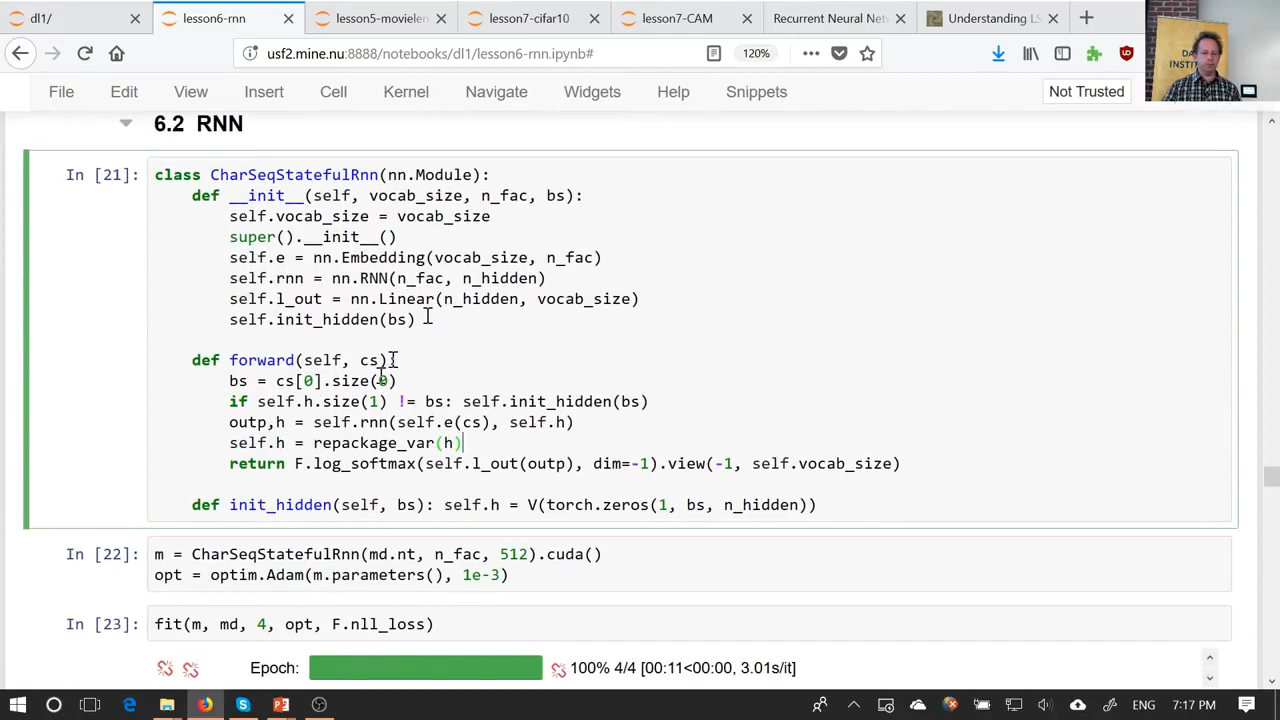 dl1/
lesson6-rnn
lesson5-movielen
lesson7-cifar10
lesson7-CAM
Recurrent Neural Ne
Understanding LS
usf2.mine.nu:8888/notebooks/dl1/lesson6-rnn.ipynb#
120%
File Edit View Insert Cell Kernel Navigate Widgets Help Snippets
Not Trusted
6.2 RNN
In [21]:
class CharSeqStatefulRnn(nn.Module):
def __init__(self, vocab_size, n_fac, bs):
self.vocab_size = vocab_size
super().__init__()
self.e = nn.Embedding(vocab_size, n_fac)
self.rnn = nn.RNN(n_fac, n_hidden)
self.l_out = nn.Linear(n_hidden, vocab_size)
self.init_hidden(bs)
def forward(self, cs):
bs = cs[0].size(0)
if self.h.size(1) != bs: self.init_hidden(bs)
outp,h = self.rnn(self.e(cs), self.h)
self.h = repackage_var(h)
return F.log_softmax(self.l_out(outp), dim=-1).view(-1, self.vocab_size)
def init_hidden(self, bs): self.h = V(torch.zeros(1, bs, n_hidden))
In [22]:
m = CharSeqStatefulRnn(md.nt, n_fac, 512).cuda()
opt = optim.Adam(m.parameters(), 1e-3)
In [23]:
fit(m, md, 4, opt, F.nll_loss)
Epoch: 100% 4/4 [00:11<00:00, 3.01s/it]
ENG
7:17 PM